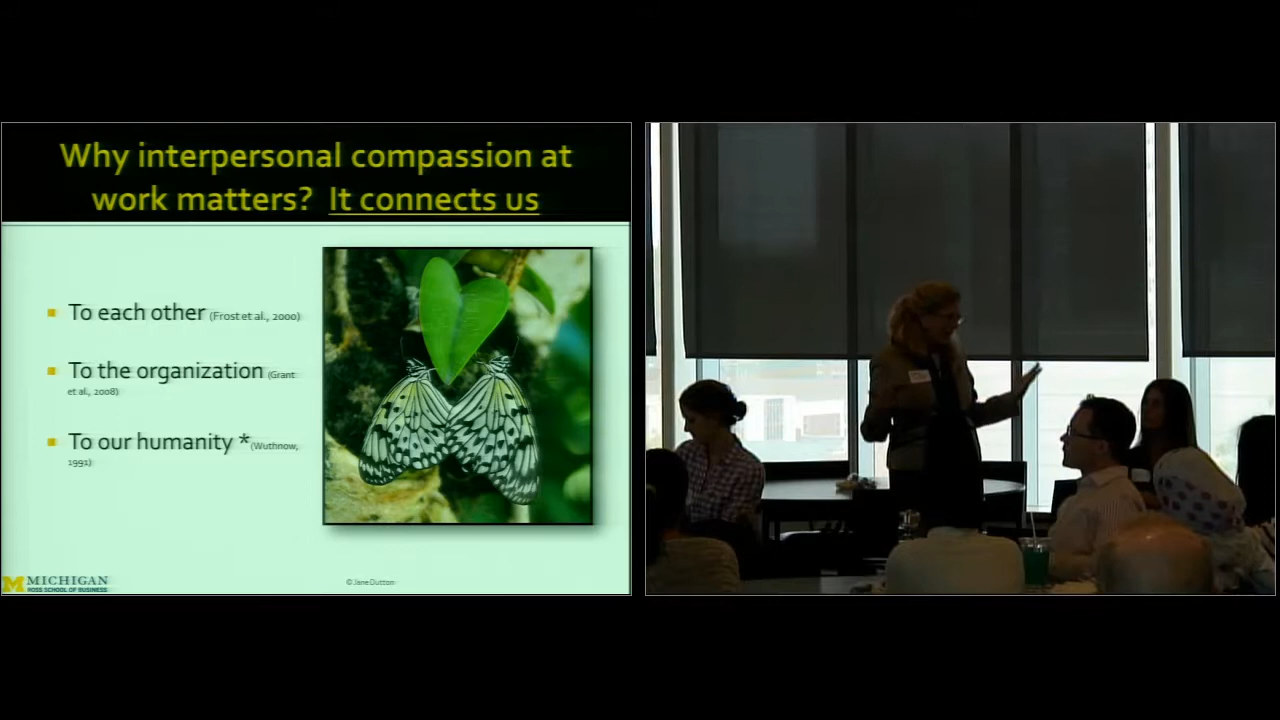 Why interpersonal compassion at
work matters? It connects us
To each other (Frost et al., 2000)
To the organization (Grant
et al., 2008)
To our humanity *(Wuthnow,
1991)
M MICHIGAN
ROSS SCHOOL OF BUSINESS
© Jane Dutton